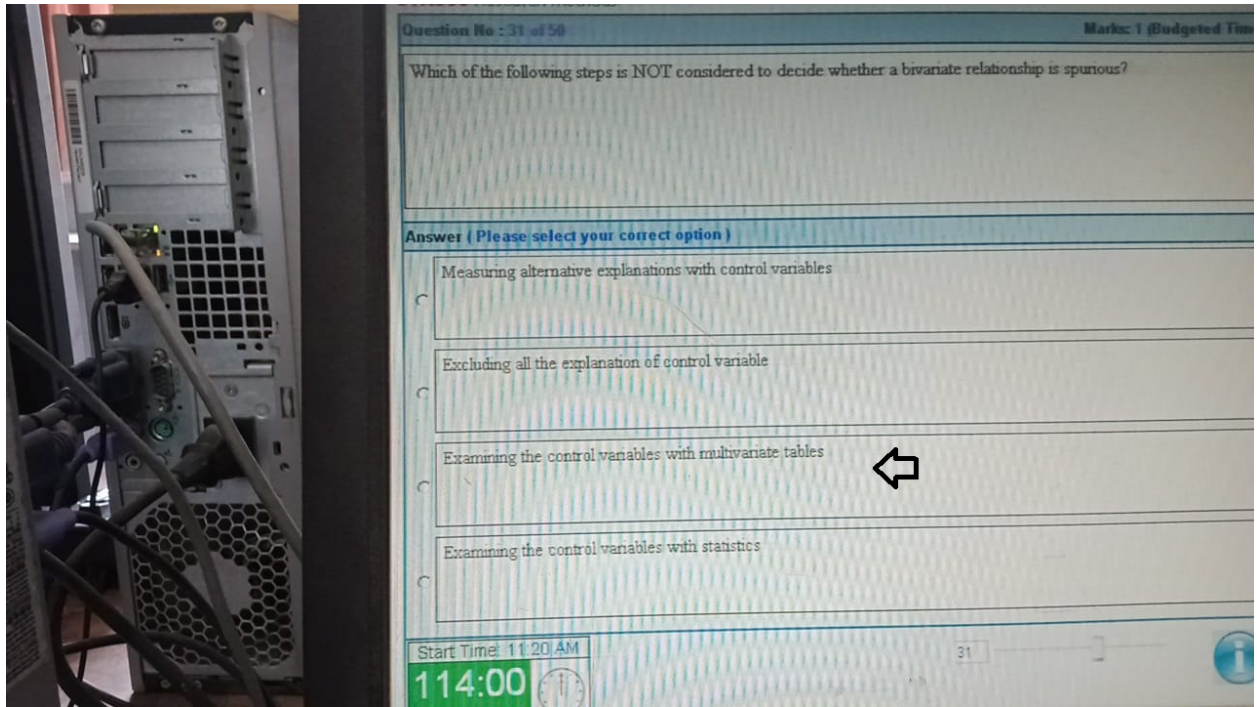 Question No : 31 of 50
Marks: 1 (Budgeted Time
Which of the following steps is NOT considered to decide whether a bivariate relationship is spurious?
Answer ( Please select your correct option )
Measuring alternative explanations with control variables
Excluding all the explanation of control variable
Examining the control variables with multivariate tables
Examining the control variables with statistics
Start Time: 11:20 AM
31
114:00